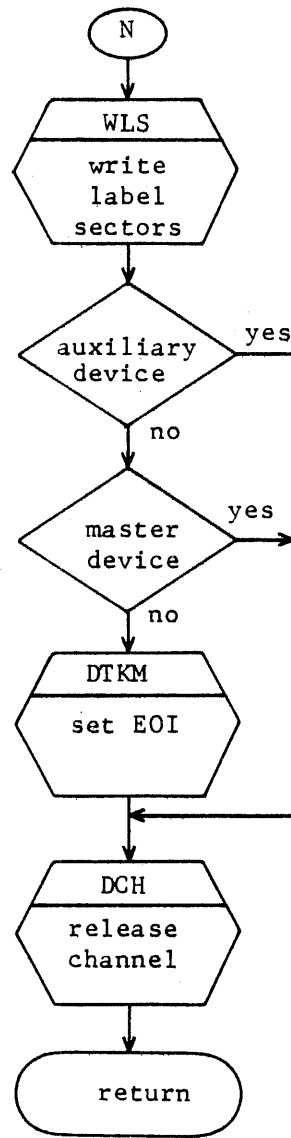 N
WLS
write
label
sectors
yes
auxiliary
device
no
yes
master
device
no
DTKM
set EOI
DCH
release
channel
return